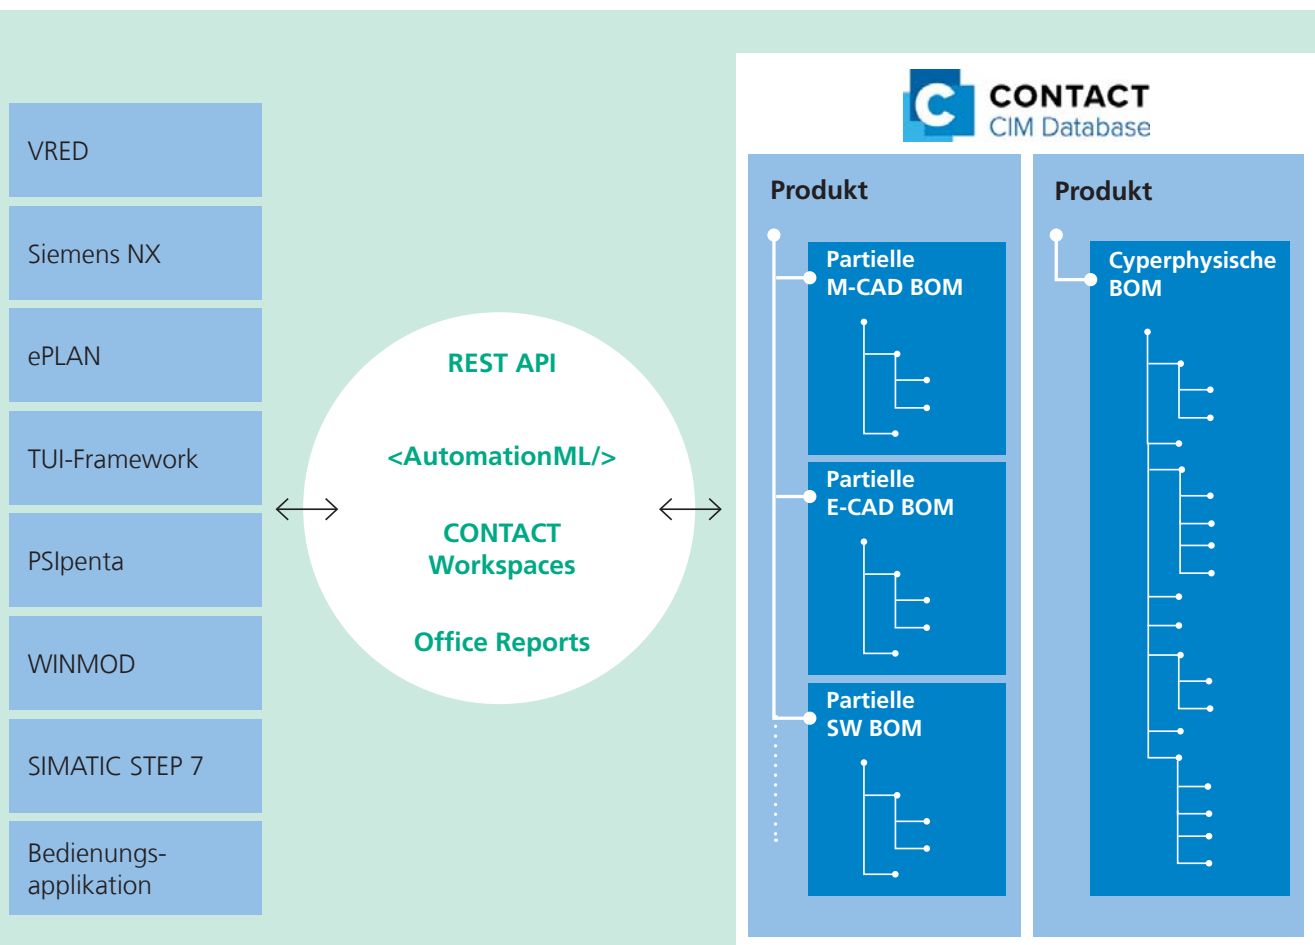 VRED
Siemens NX
ePLAN
TUI-Framework
PSIpenta
WINMOD
SIMATIC STEP 7
Bedienungs-
applikation
REST API
<AutomationML/>
CONTACT
Workspaces
Office Reports
C
CONTACT
CIM Database
Produkt
Partielle
M-CAD BOM
Partielle
E-CAD BOM
Partielle
SW BOM
Produkt
Cyperphysische
BOM